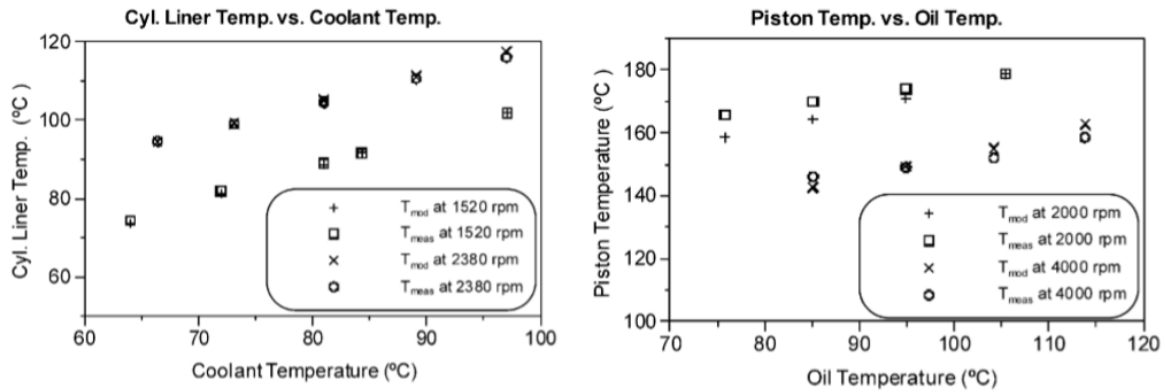 Cyl. Liner Temp. vs. Coolant Temp.
120
100
80
60
Cyl. Liner Temp. (ºC)
T_mod at 1520 rpm
T_meas at 1520 rpm
T_mod at 2380 rpm
T_meas at 2380 rpm
60 70 80 90 100
Coolant Temperature (ºC)
Piston Temp. vs. Oil Temp.
180
160
140
120
100
Piston Temperature (ºC)
T_mod at 2000 rpm
T_meas at 2000 rpm
T_mod at 4000 rpm
T_meas at 4000 rpm
70 80 90 100 110 120
Oil Temperature (ºC)